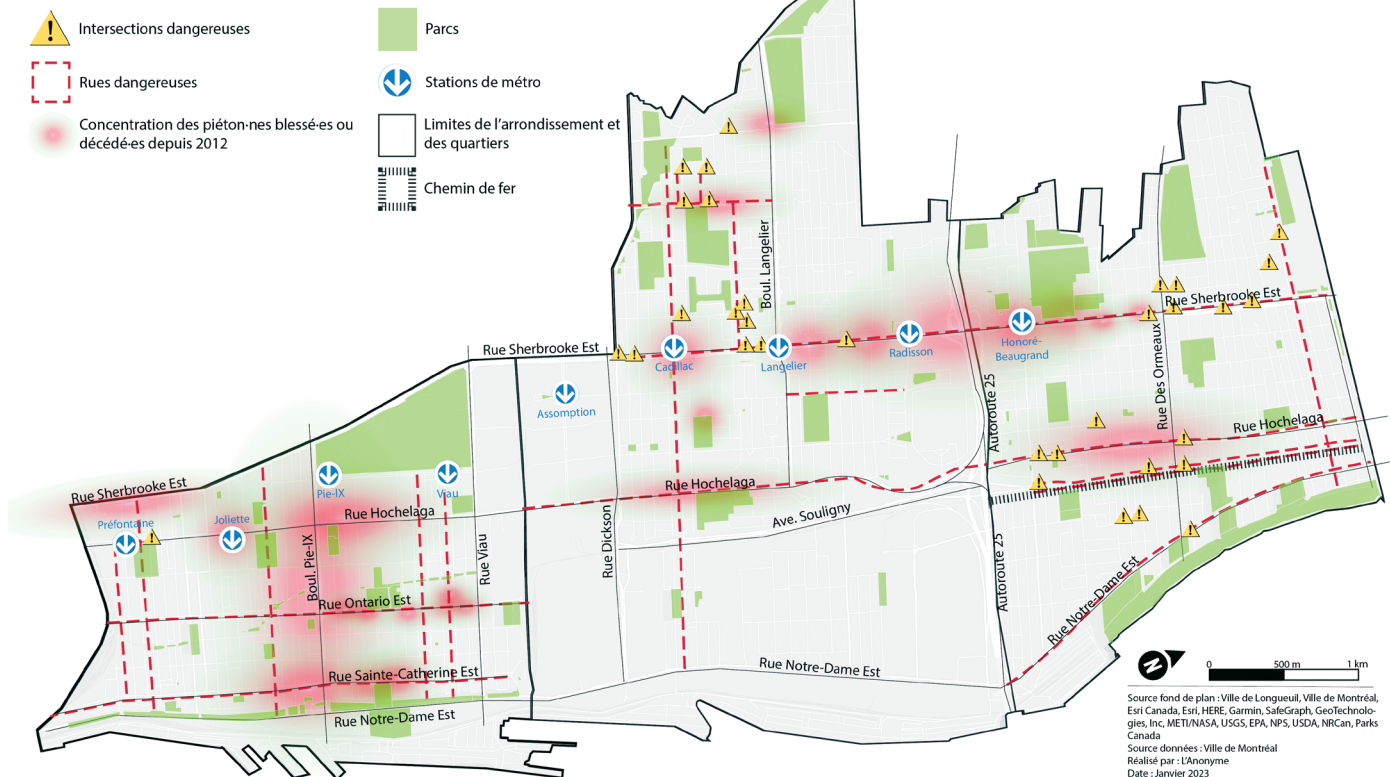 Intersections dangereuses
Rues dangereuses
Concentration des piéton·nes blessé·es ou
décédé·es depuis 2012
Parcs
Stations de métro
Limites de l'arrondissement et
des quartiers
Chemin de fer
Boul. Langelier
Rue Sherbrooke Est
Rue Sherbrooke Est
Cadillac
Langelier
Radisson
Honoré-
Beaugrand
Assomption
Autoroute 25
Rue Des Ormeaux
Rue Hochelaga
Rue Sherbrooke Est
Préfontaine
Joliette
Pie-IX
Viau
Rue Hochelaga
Rue Hochelaga
Ave. Souligny
Boul. Pie-IX
Rue Viau
Rue Dickson
Autoroute 25
Rue Ontario Est
Rue Sainte-Catherine Est
Rue Notre-Dame Est
Rue Notre-Dame Est
Rue Notre-Dame Est
N
0 500 m 1 km
Source fond de plan : Ville de Longueuil, Ville de Montréal,
Esri Canada, Esri, HERE, Garmin, SafeGraph, GeoTechnolo-
gies, Inc, METI/NASA, USGS, EPA, NPS, USDA, NRCan, Parks
Canada
Source données : Ville de Montréal
Réalisé par : L'Anonyme
Date : Janvier 2023